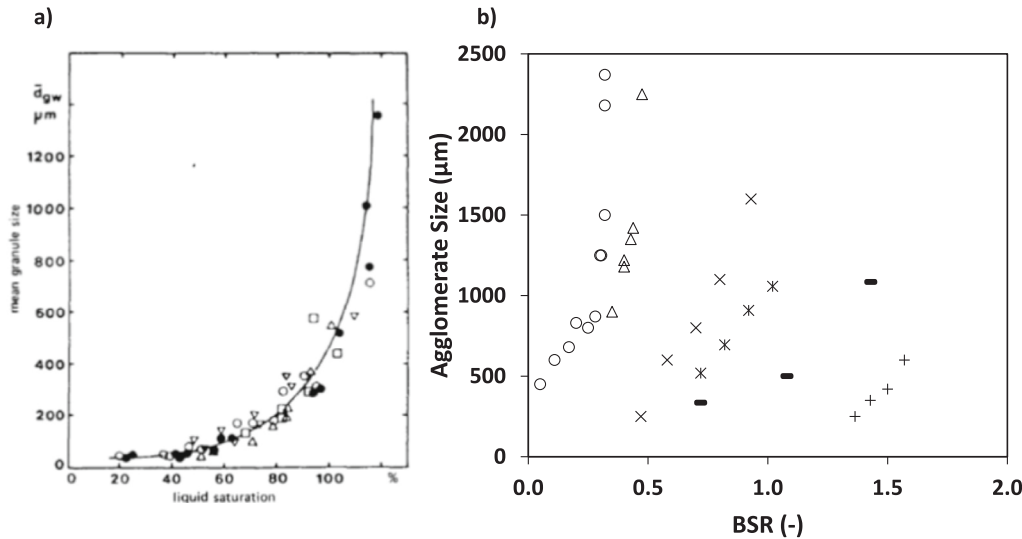 a)
d̄gw
μm
1200
1000
800
600
400
200
0
mean granule size
0 20 40 60 80 100 %
liquid saturation
b)
2500
2000
1500
1000
500
0
Agglomerate Size (μm)
0.0 0.5 1.0 1.5 2.0
BSR (-)